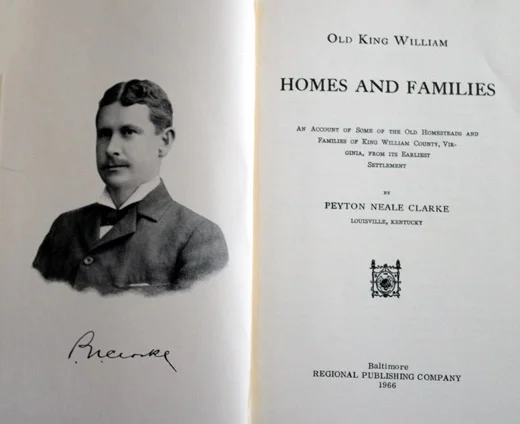 P.N.Clarke
OLD KING WILLIAM
HOMES AND FAMILIES
AN ACCOUNT OF SOME OF THE OLD HOMESTEADS AND
FAMILIES OF KING WILLIAM COUNTY, VIR-
GINIA, FROM ITS EARLIEST
SETTLEMENT
BY
PEYTON NEALE CLARKE
LOUISVILLE, KENTUCKY
Baltimore
REGIONAL PUBLISHING COMPANY
1966